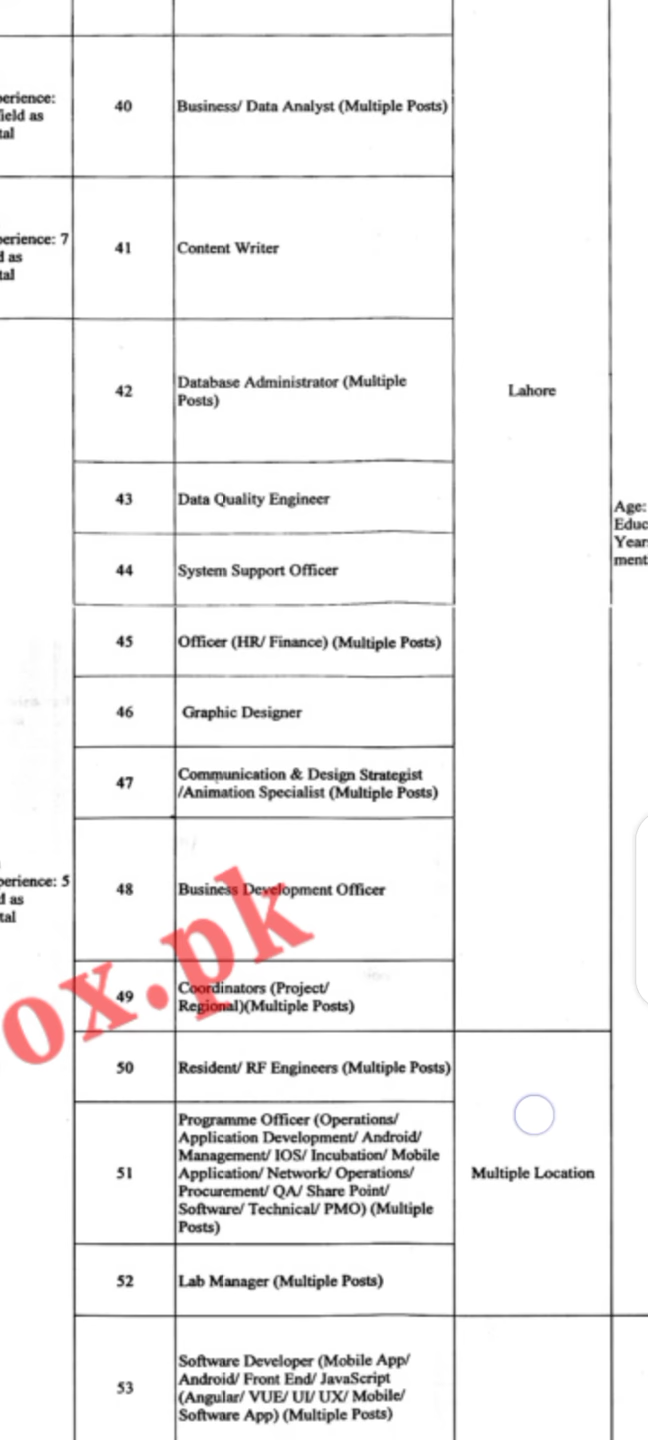 perience:
field as
tal
40
Business/ Data Analyst (Multiple Posts)
perience: 7
d as
tal
41
Content Writer
42
Database Administrator (Multiple
Posts)
Lahore
43
Data Quality Engineer
Age:
Educ
Years
ment
44
System Support Officer
45
Officer (HR/ Finance) (Multiple Posts)
46
Graphic Designer
47
Communication & Design Strategist
/Animation Specialist (Multiple Posts)
perience: 5
d as
tal
48
Business Development Officer
49
Coordinators (Project/
Regional)(Multiple Posts)
ox.pk
50
Resident/ RF Engineers (Multiple Posts)
51
Programme Officer (Operations/
Application Development/ Android/
Management/ IOS/ Incubation/ Mobile
Application/ Network/ Operations/
Procurement/ QA/ Share Point/
Software/ Technical/ PMO) (Multiple
Posts)
Multiple Location
52
Lab Manager (Multiple Posts)
53
Software Developer (Mobile App/
Android/ Front End/ JavaScript
(Angular/ VUE/ UI/ UX/ Mobile/
Software App) (Multiple Posts)